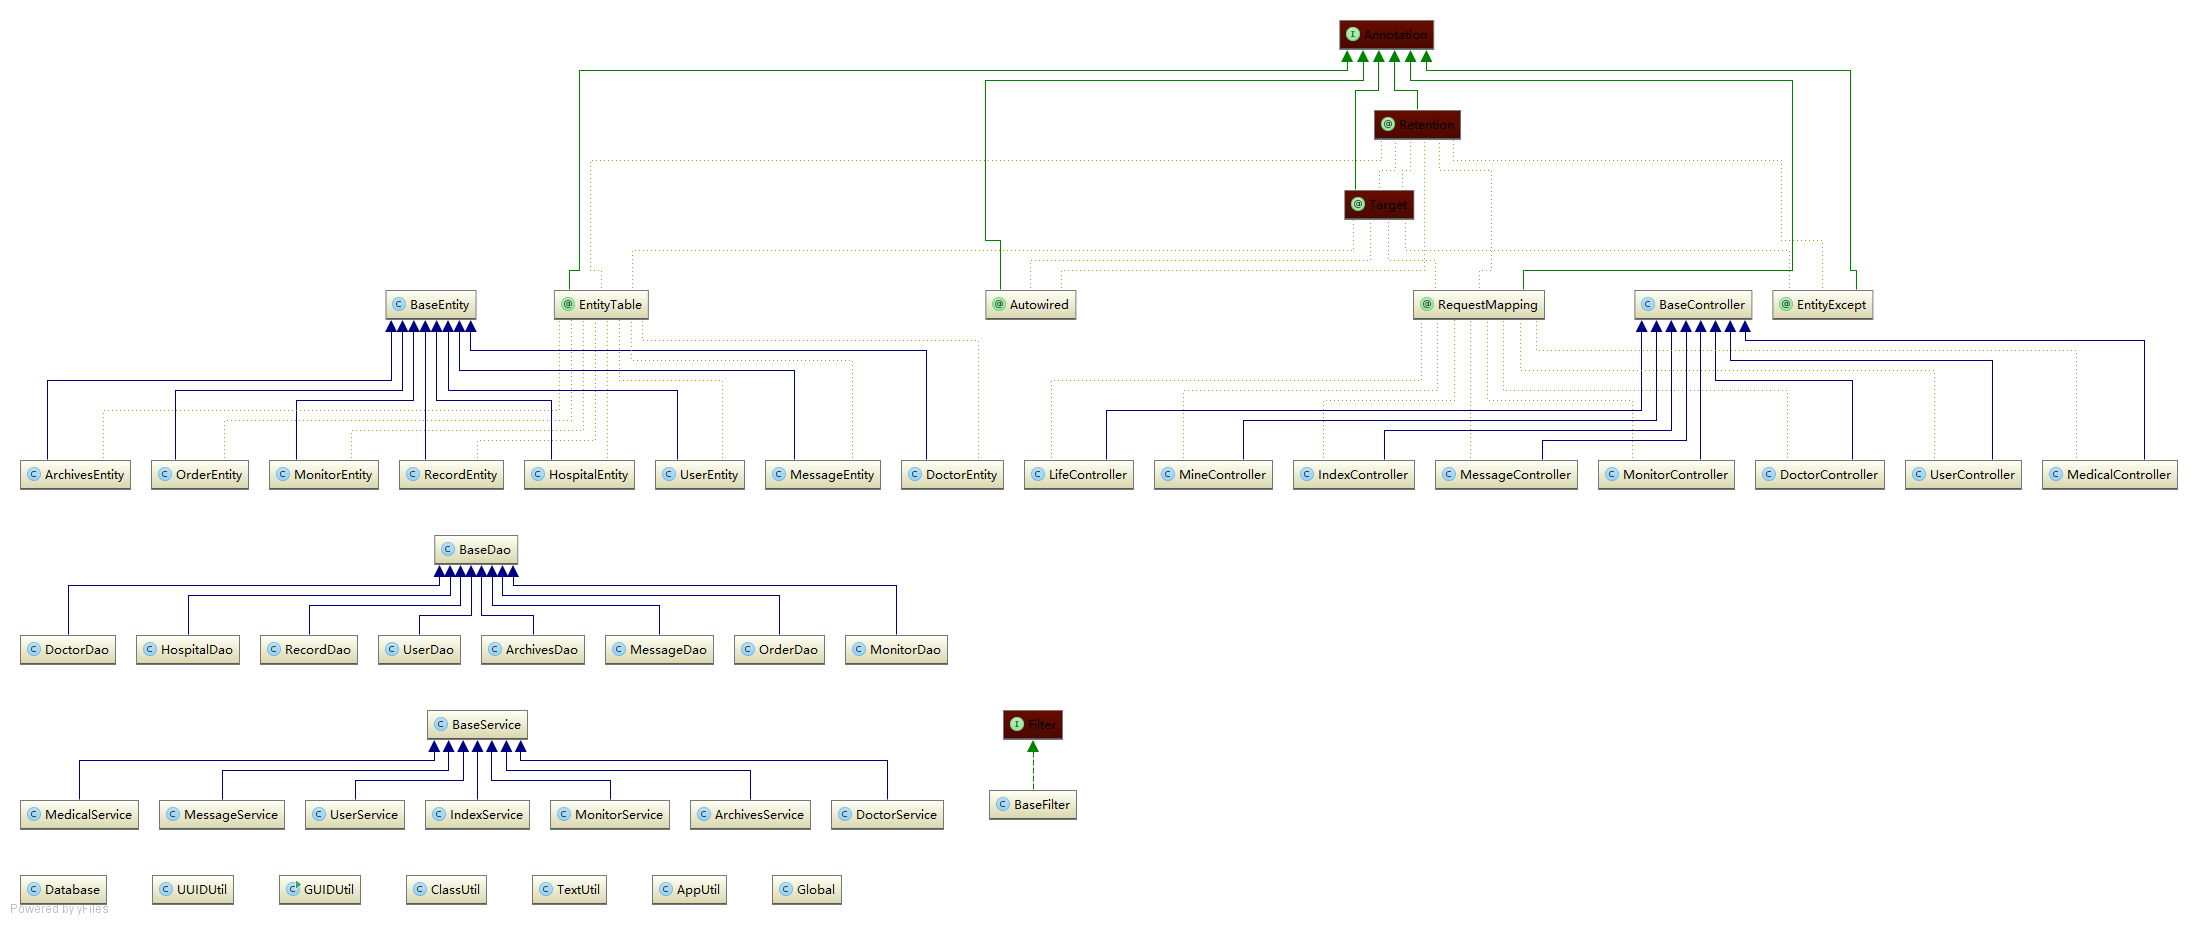 Annotation
Retention
Target
BaseEntity
EntityTable
Autowired
RequestMapping
BaseController
EntityExcept
ArchivesEntity
OrderEntity
MonitorEntity
RecordEntity
HospitalEntity
UserEntity
MessageEntity
DoctorEntity
LifeController
MineController
IndexController
MessageController
MonitorController
DoctorController
UserController
MedicalController
BaseDao
DoctorDao
HospitalDao
RecordDao
UserDao
ArchivesDao
MessageDao
OrderDao
MonitorDao
BaseService
Filter
MedicalService
MessageService
UserService
IndexService
MonitorService
ArchivesService
DoctorService
BaseFilter
Database
UUIDUtil
GUIDUtil
ClassUtil
TextUtil
AppUtil
Global
Powered by yFiles